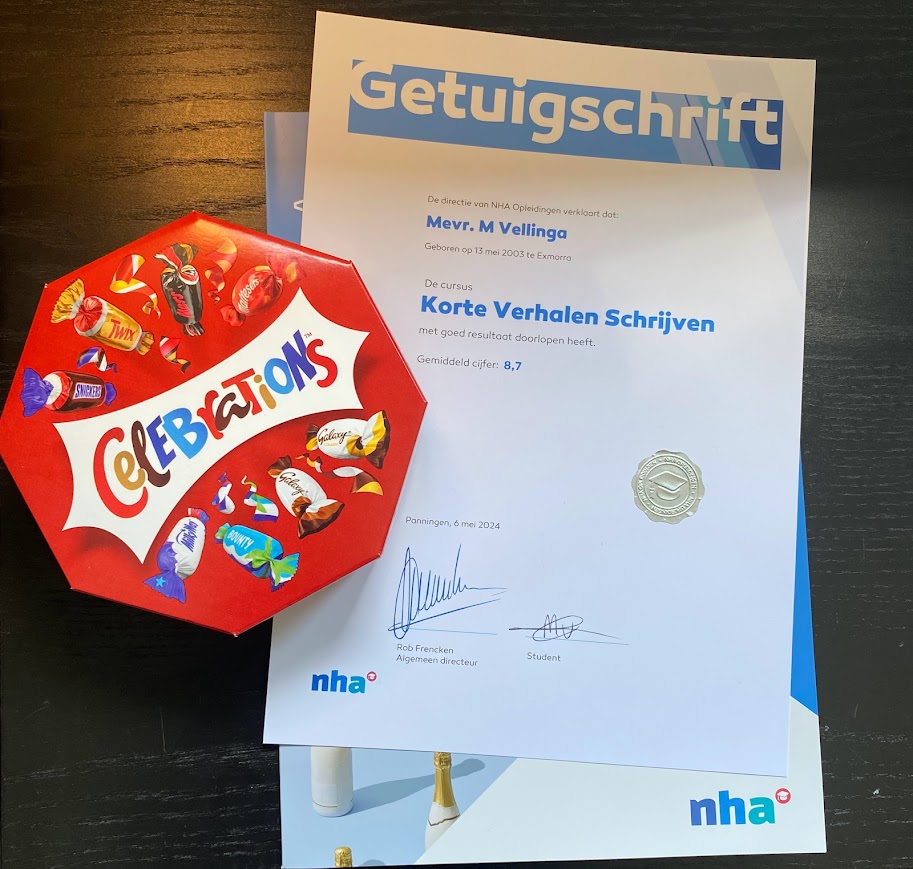 Getuigschrift
De directie van NHA Opleidingen verklaart dat:
Mevr. M Vellinga
Geboren op 13 mei 2003 te Exmorra
De cursus
Korte Verhalen Schrijven
met goed resultaat doorlopen heeft.
Gemiddeld cijfer: 8,7
Panningen, 6 mei 2024
Rob Frencken
Algemeen directeur
Student
nha
nha
CELEBRATIONS™
TWIX
Mars
Maltesers
SNICKERS
Galaxy
Galaxy
MilkyWay
BOUNTY